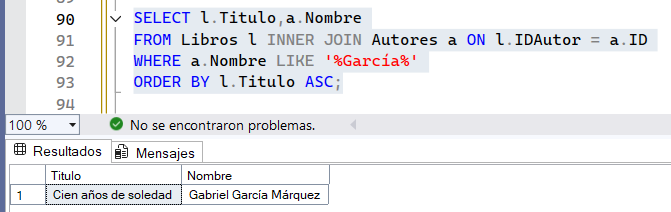 90 SELECT l.Titulo,a.Nombre
91 FROM Libros l INNER JOIN Autores a ON l.IDAutor = a.ID
92 WHERE a.Nombre LIKE '%García%'
93 ORDER BY l.Titulo ASC;
94
100 % No se encontraron problemas.
Resultados Mensajes
Titulo Nombre
1 Cien años de soledad Gabriel García Márquez